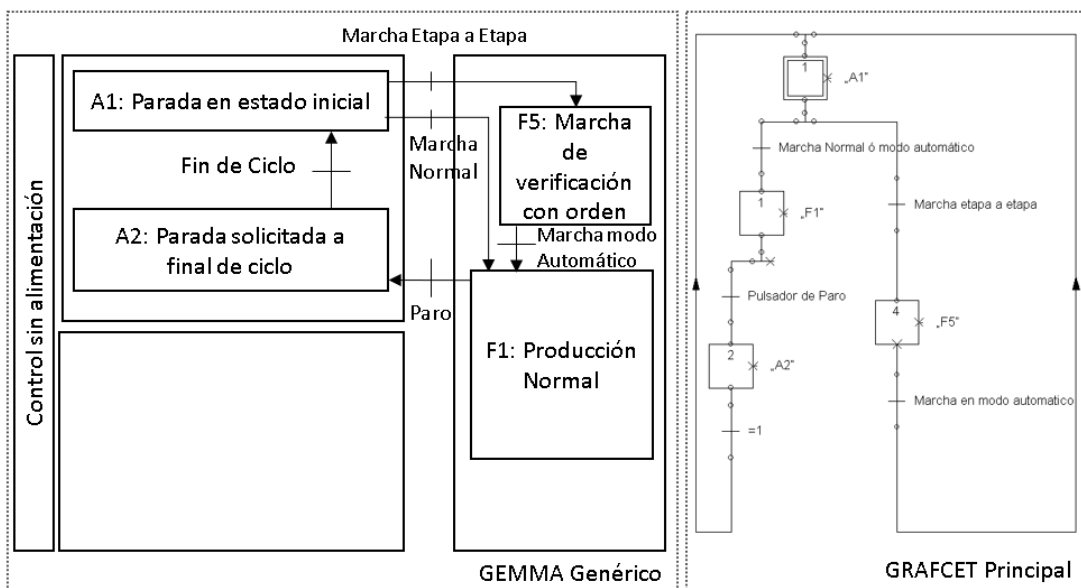 Marcha Etapa a Etapa
Control sin alimentación
A1: Parada en estado inicial
Marcha
Normal
F5: Marcha
de
verificación
con orden
Fin de Ciclo
A2: Parada solicitada a
final de ciclo
Marcha modo
Automático
Paro
F1: Producción
Normal
GEMMA Genérico
1
„A1"
Marcha Normal ó modo automático
1
„F1"
Marcha etapa a etapa
Pulsador de Paro
4
„F5"
2
„A2"
Marcha en modo automatico
=1
GRAFCET Principal